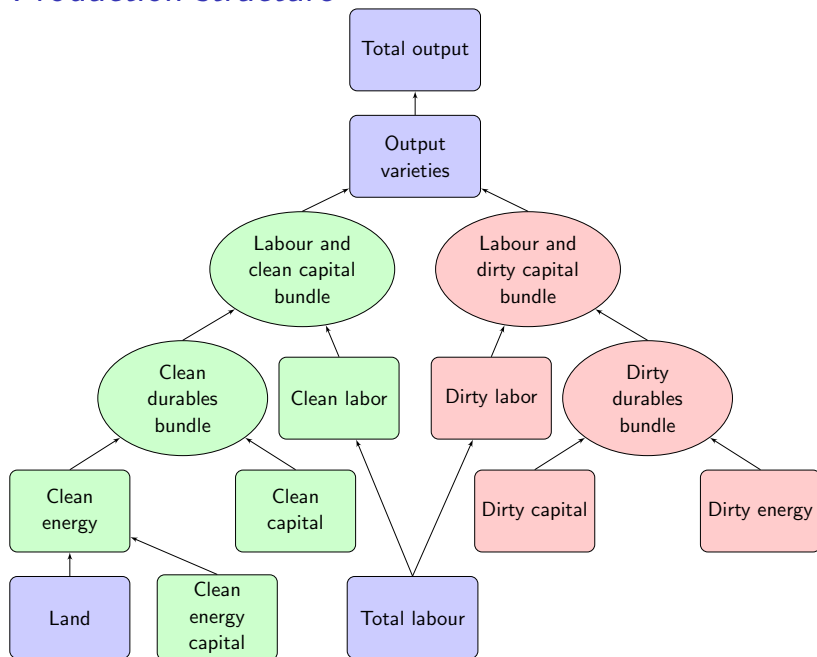 Production structure
Total output
Output
varieties
Labour and
clean capital
bundle
Labour and
dirty capital
bundle
Clean
durables
bundle
Clean labor
Dirty labor
Dirty
durables
bundle
Clean
energy
Clean
capital
Dirty capital
Dirty energy
Land
Clean
energy
capital
Total labour